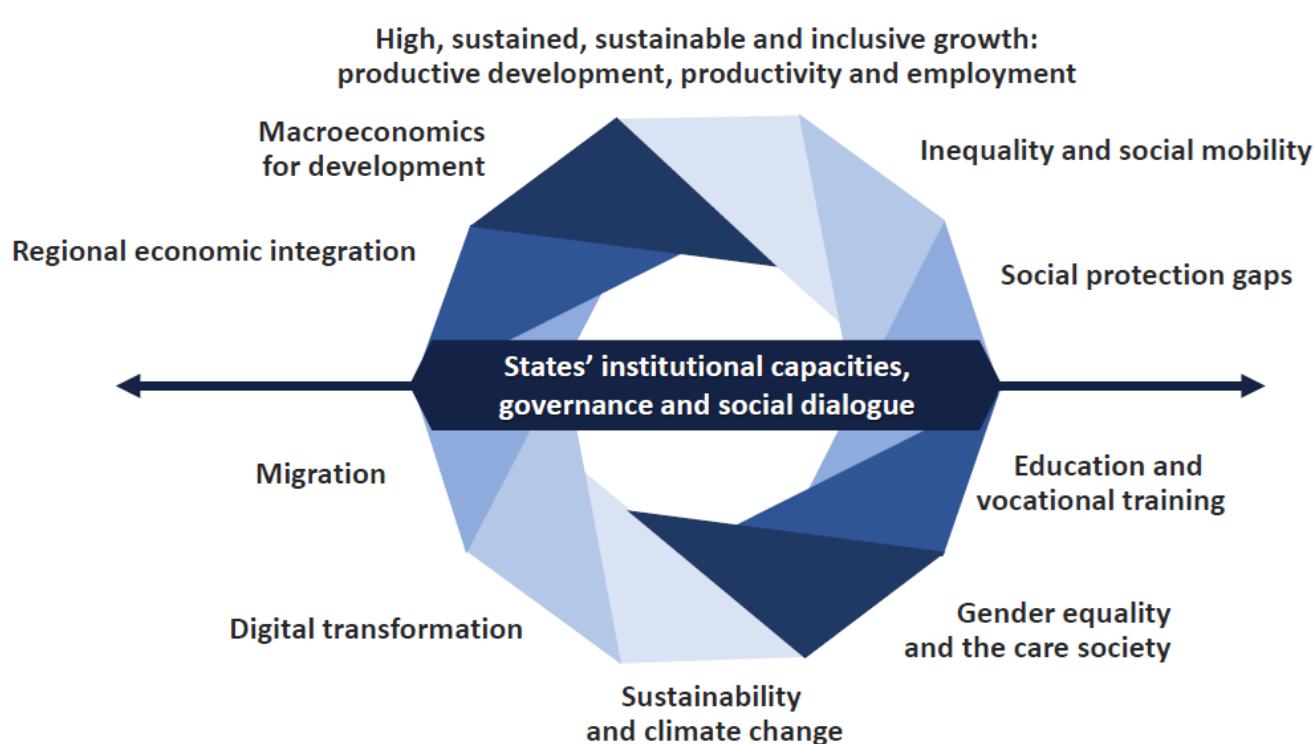 High, sustained, sustainable and inclusive growth:
productive development, productivity and employment
Macroeconomics
for development
Inequality and social mobility
Regional economic integration
Social protection gaps
States’ institutional capacities,
governance and social dialogue
Migration
Education and
vocational training
Digital transformation
Gender equality
and the care society
Sustainability
and climate change